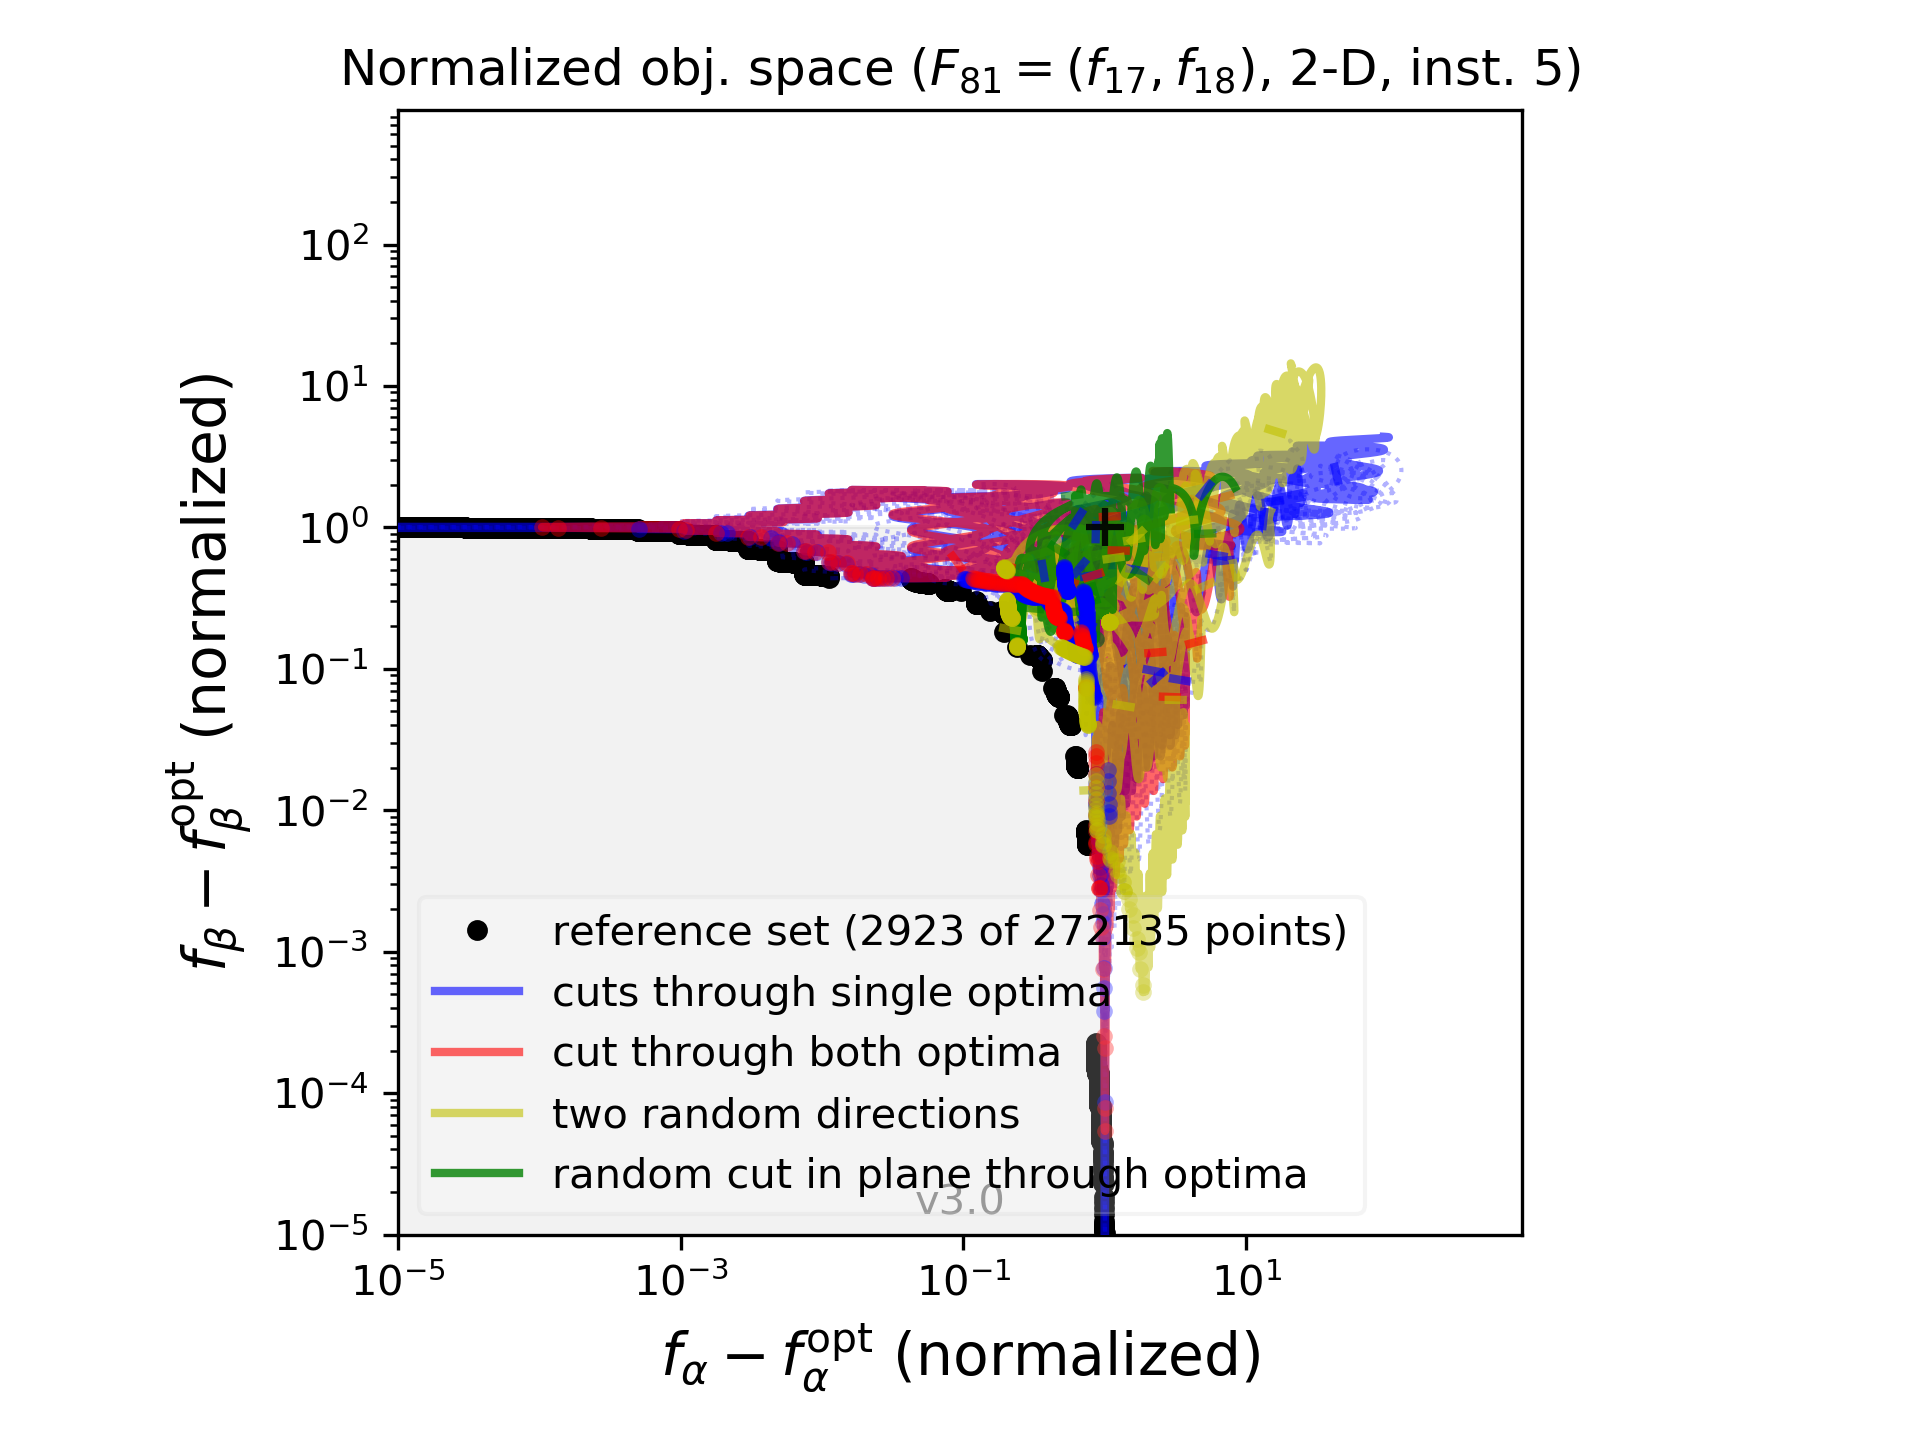 Normalized obj. space (F₈₁ = (f₁₇, f₁₈), 2-D, inst. 5)
f_β − f_β^opt (normalized)
10²
10¹
10⁰
10⁻¹
10⁻²
10⁻³
10⁻⁴
10⁻⁵
reference set (2923 of 272135 points)
cuts through single optima
cut through both optima
two random directions
random cut in plane through optima
v3.0
10⁻⁵ 10⁻³ 10⁻¹ 10¹
f_α − f_α^opt (normalized)